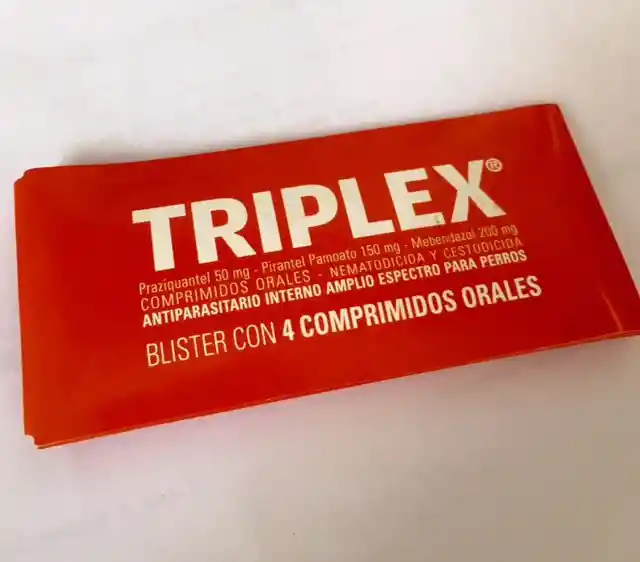 TRIPLEX®
Praziquantel 50 mg - Pirantel Pamoato 150 mg - Mebendazol 200 mg
COMPRIMIDOS ORALES - NEMATODICIDA Y CESTODICIDA
ANTIPARASITARIO INTERNO AMPLIO ESPECTRO PARA PERROS
BLISTER CON 4 COMPRIMIDOS ORALES